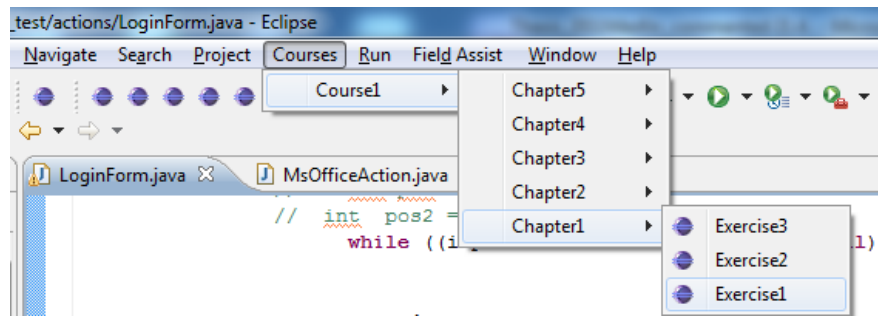 _test/actions/LoginForm.java - Eclipse
Navigate Search Project Courses Run Field Assist Window Help
Course1
Chapter5
Chapter4
Chapter3
Chapter2
Chapter1
Exercise3
Exercise2
Exercise1
LoginForm.java MsOfficeAction.java
// int pos2 =
while ((i l)